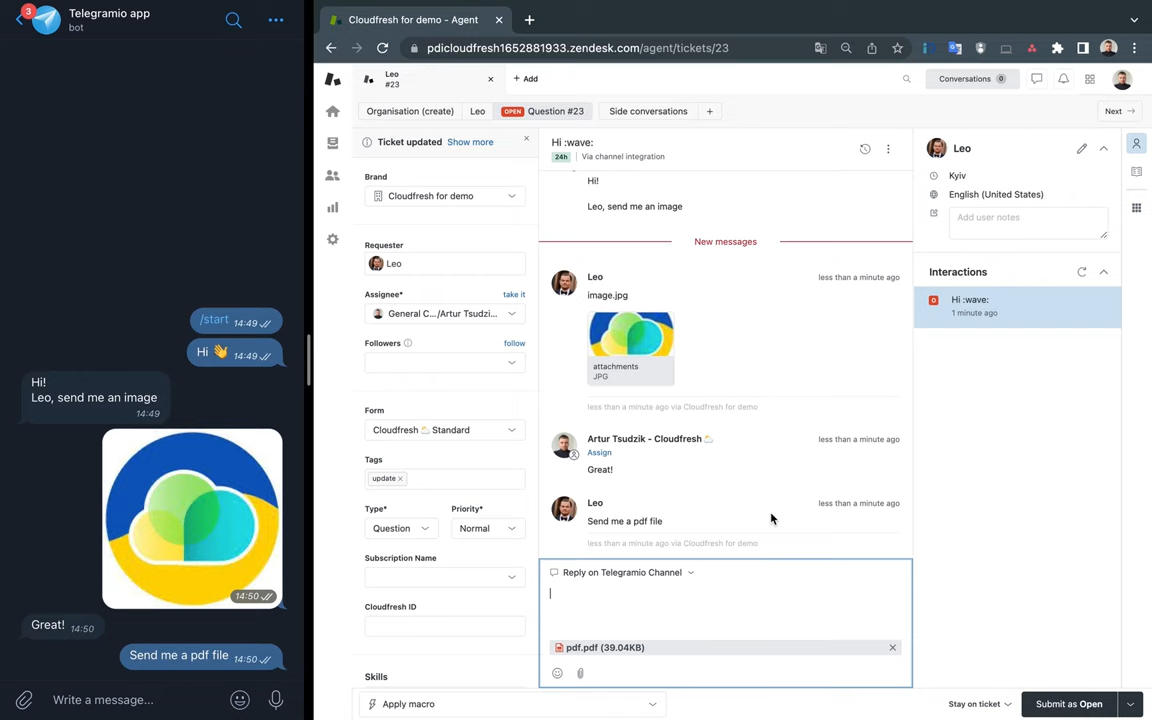 3
Telegramio app
bot
/start 14:49
Hi 👋 14:49
Hi!
Leo, send me an image
14:49
14:50
Great! 14:50
Send me a pdf file 14:50
Write a message...
Cloudfresh for demo - Agent
pdicloudfresh1652881933.zendesk.com/agent/tickets/23
Leo
#23
Add
Conversations 0
Organisation (create)
Leo
OPEN Question #23
Side conversations
Next
Ticket updated Show more
Brand
Cloudfresh for demo
Requester
Leo
Assignee* take it
General C.../Artur Tsudzi...
Followers follow
Form
Cloudfresh ⛅ Standard
Tags
update
Type* Priority*
Question Normal
Subscription Name
Cloudfresh ID
Skills
Apply macro
Hi :wave:
24h Via channel integration
Hi!
Leo, send me an image
New messages
Leo less than a minute ago
image.jpg
attachments
JPG
less than a minute ago via Cloudfresh for demo
Artur Tsudzik - Cloudfresh ⛅ less than a minute ago
Assign
Great!
Leo less than a minute ago
Send me a pdf file
less than a minute ago via Cloudfresh for demo
Reply on Telegramio Channel
pdf.pdf (39.04KB)
Leo
Kyiv
English (United States)
Add user notes
Interactions
O Hi :wave:
1 minute ago
Stay on ticket
Submit as Open